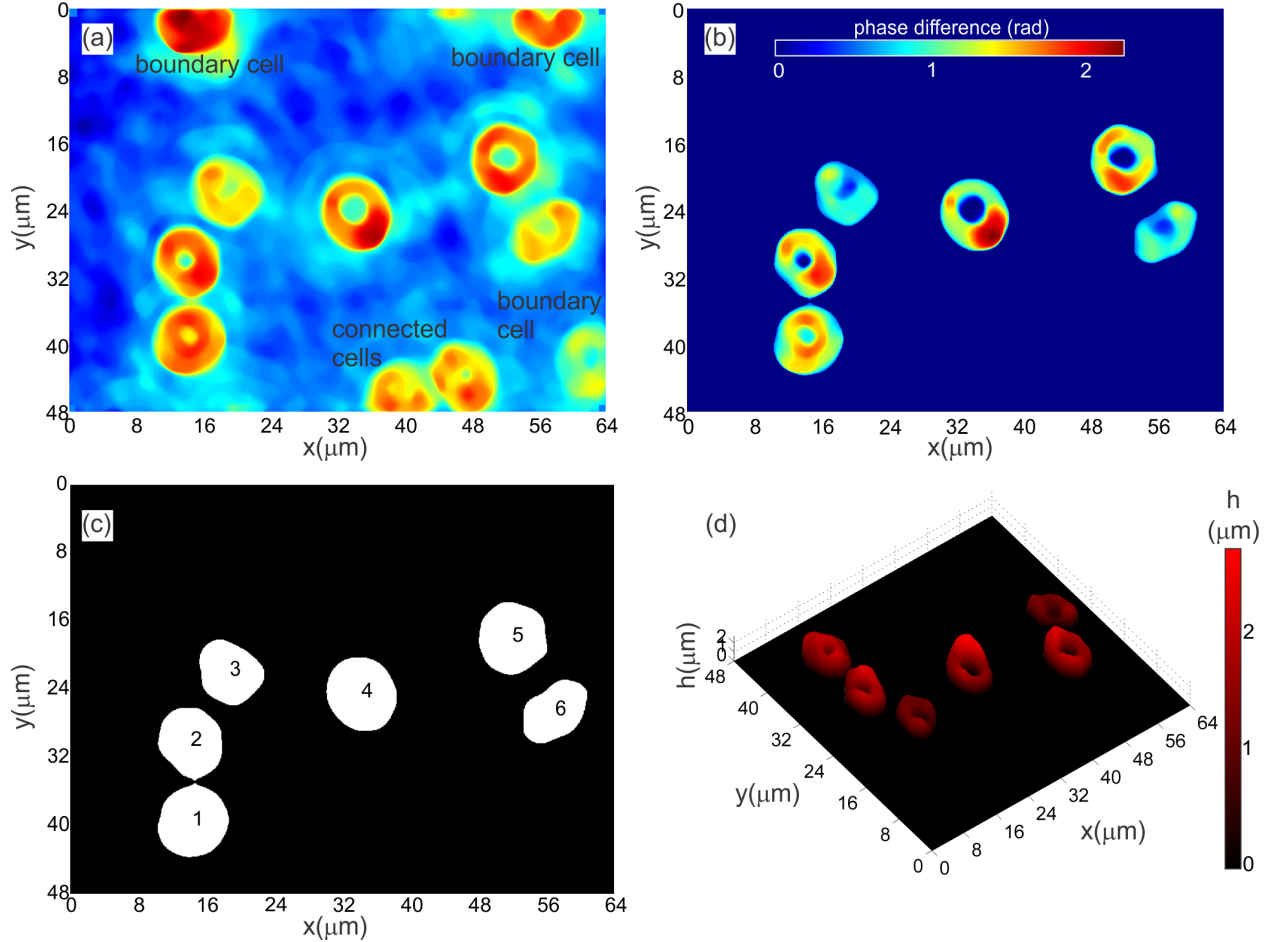 (a)
boundary cell
boundary cell
boundary
cell
connected
cells
0
8
16
24
32
40
48
y(μm)
0 8 16 24 32 40 48 56 64
x(μm)
(b)
phase difference (rad)
0 1 2
0
8
16
24
32
40
48
y(μm)
0 8 16 24 32 40 48 56 64
x(μm)
(c)
5
3
4
6
2
1
0
8
16
24
32
40
48
y(μm)
0 8 16 24 32 40 48 56 64
x(μm)
(d)
h
(μm)
2
1
0
h(μm)
2
1
0
48
40
32
24
16
8
0
y(μm)
0
8
16
24
32
40
48
56
64
x(μm)